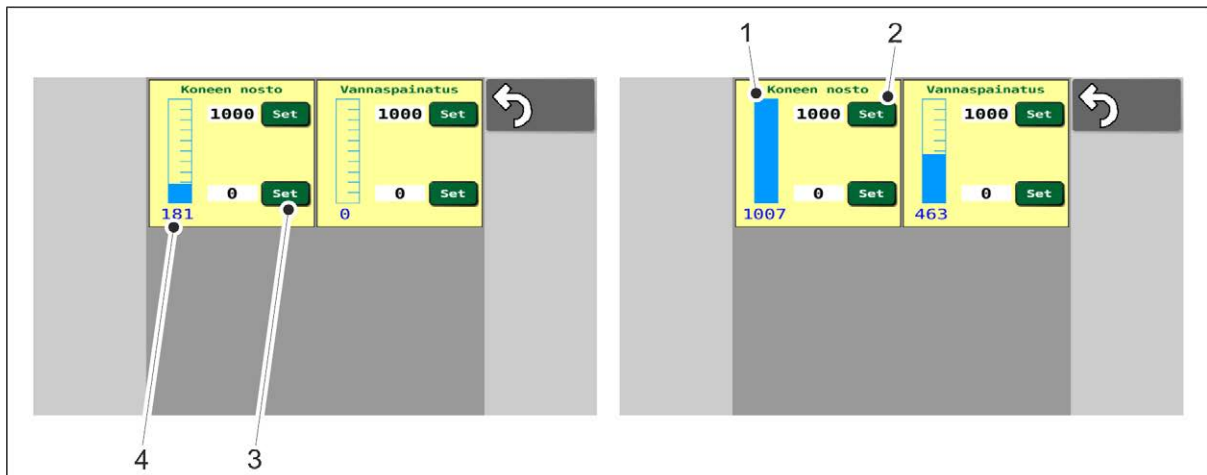 1
2
Koneen nosto
1000 Set
0 Set
181
Vannaspainatus
1000 Set
0 Set
0
Koneen nosto
1000 Set
0 Set
1007
Vannaspainatus
1000 Set
0 Set
463
4
3